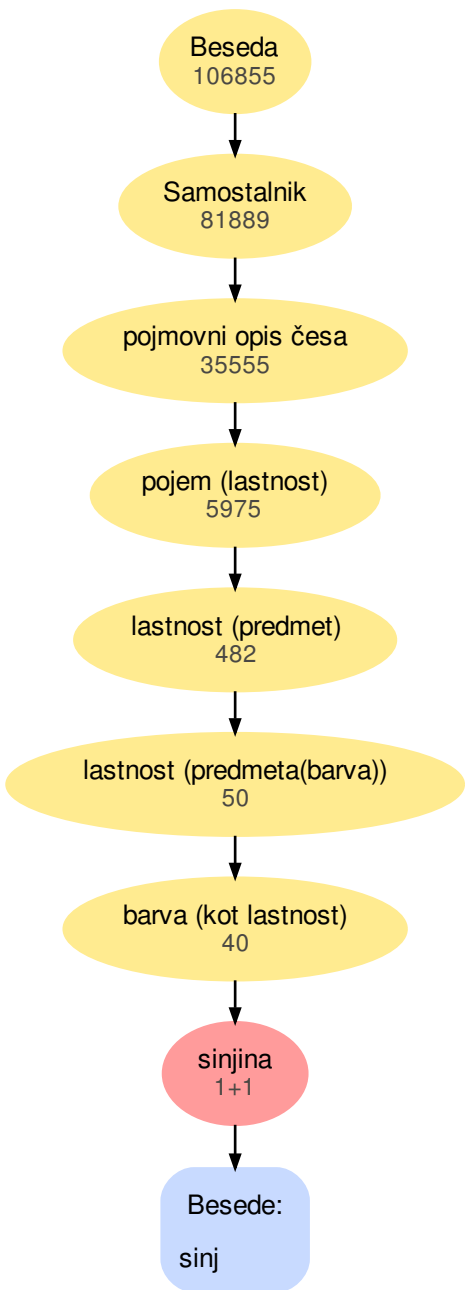 Beseda
106855
Samostalnik
81889
pojmovni opis česa
35555
pojem (lastnost)
5975
lastnost (predmet)
482
lastnost (predmeta(barva))
50
barva (kot lastnost)
40
sinjina
1+1
Besede:
sinj